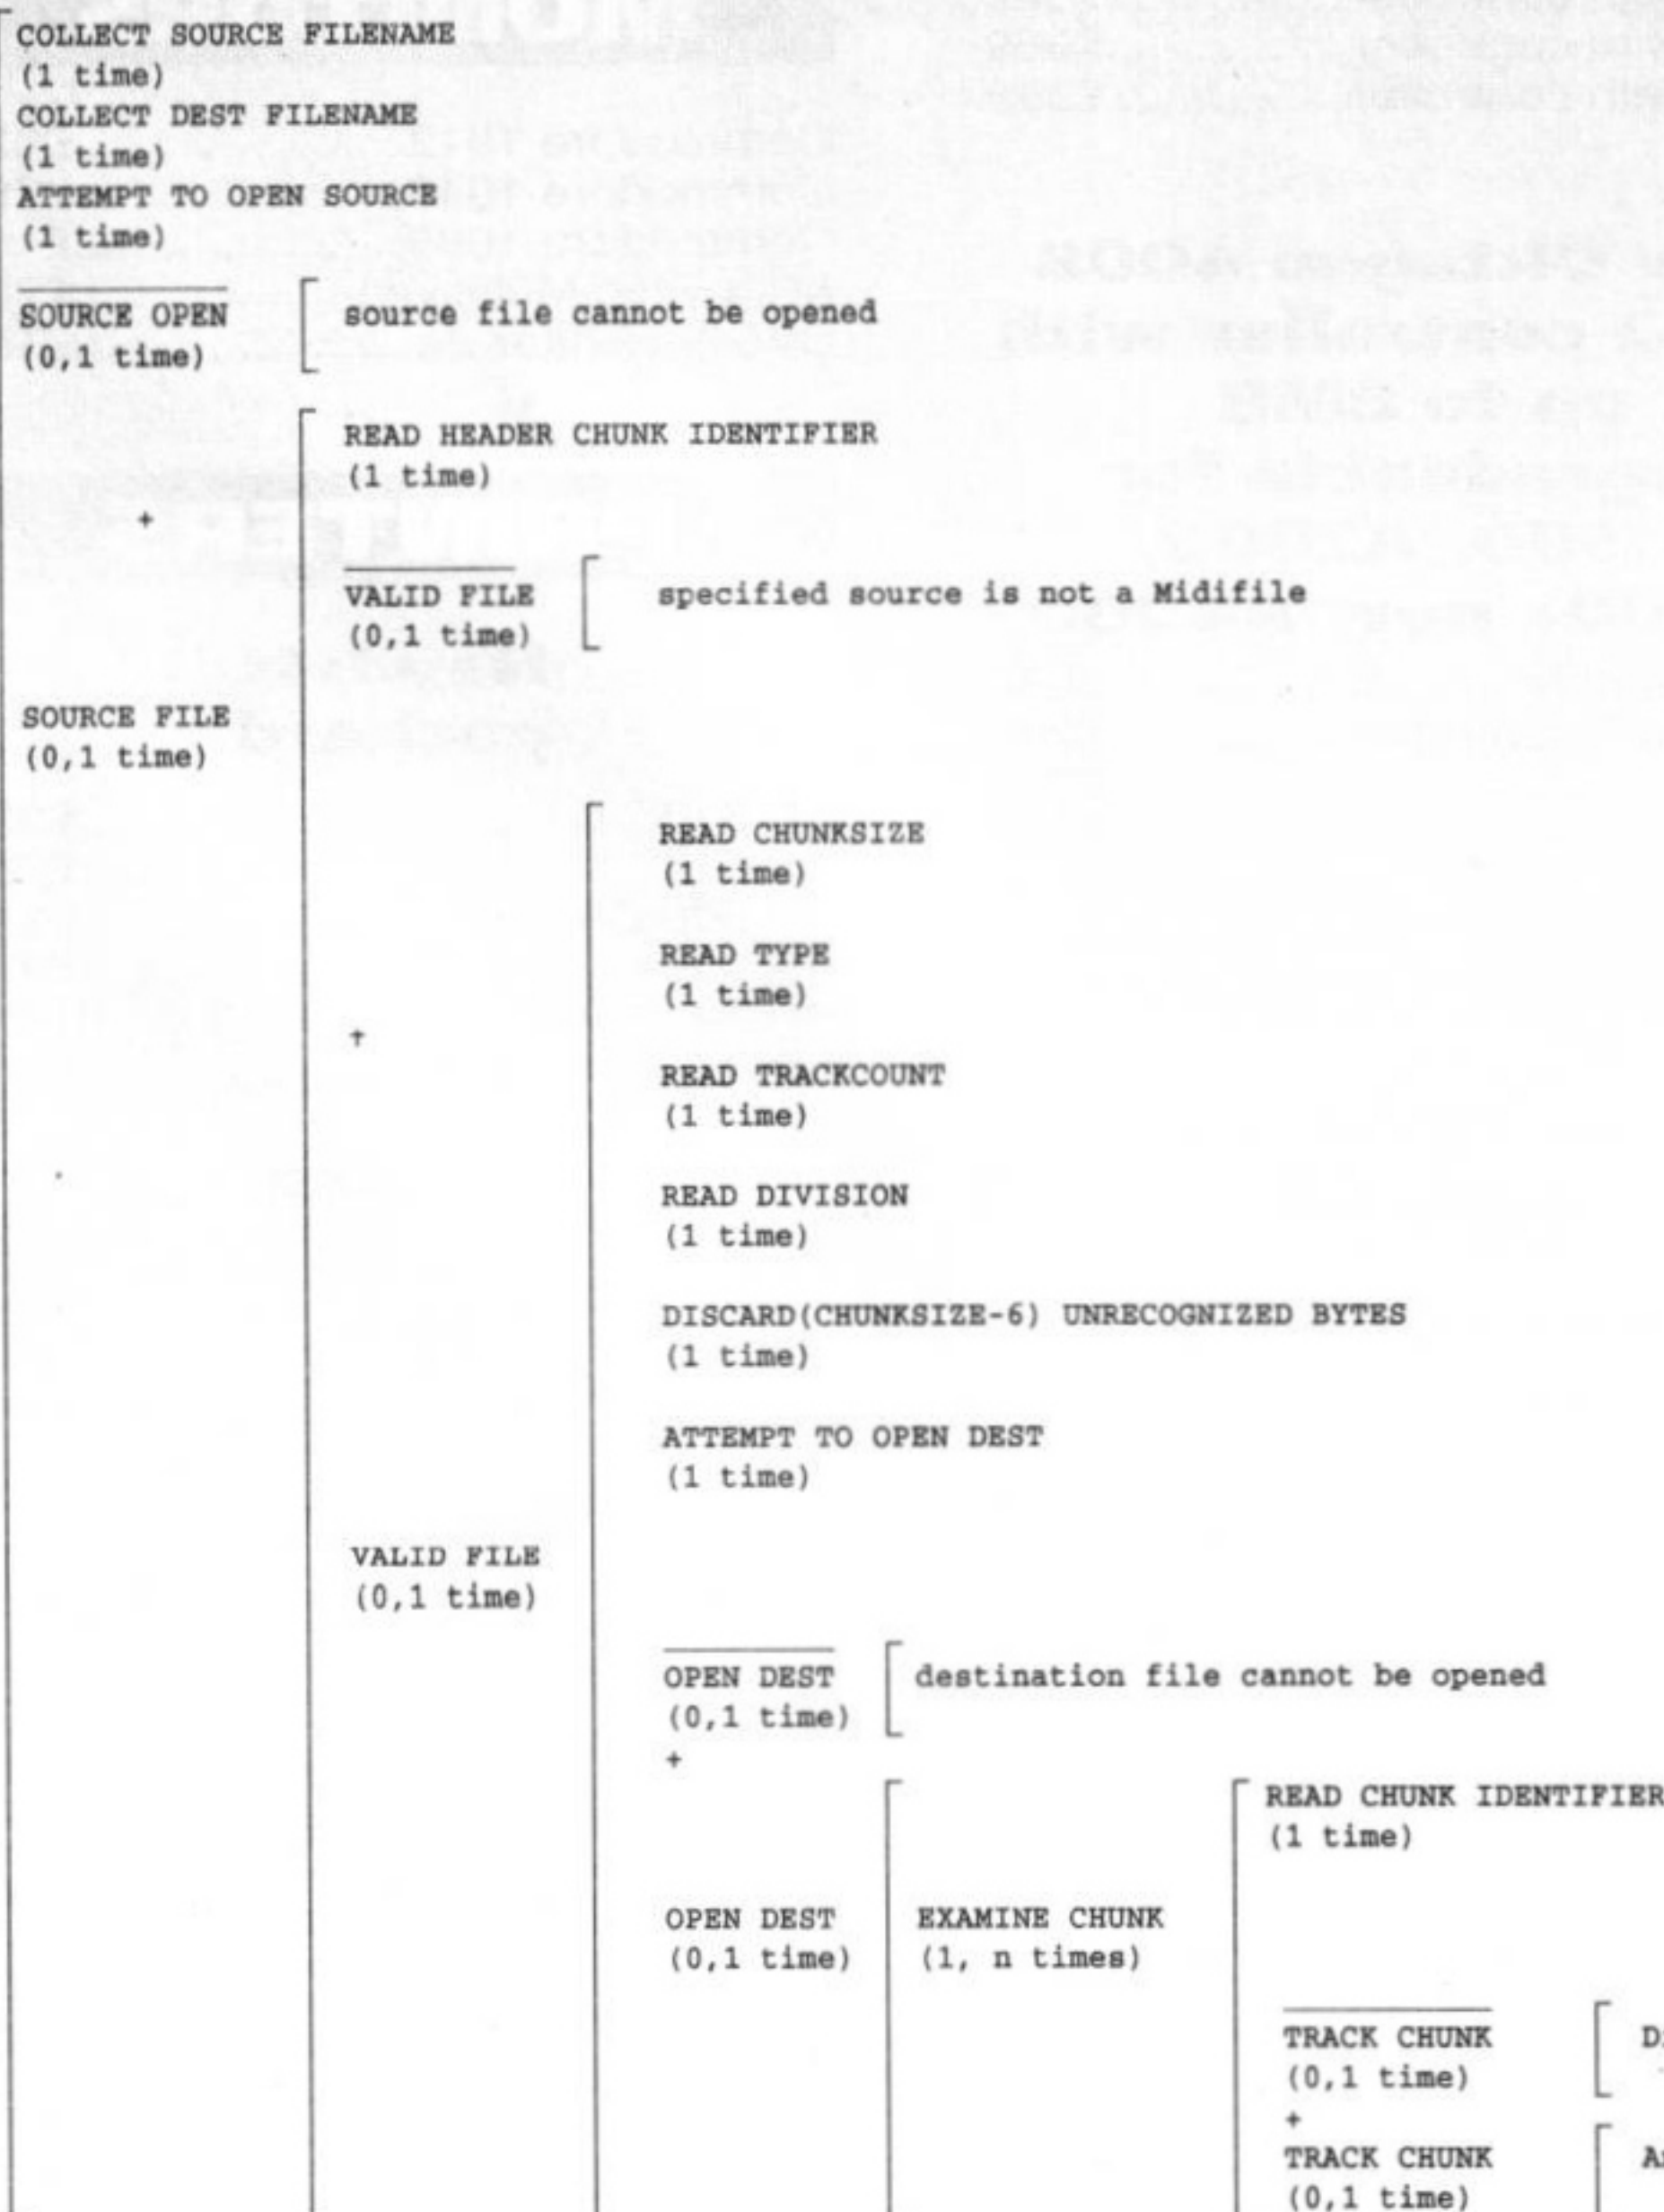 COLLECT SOURCE FILENAME
(1 time)
COLLECT DEST FILENAME
(1 time)
ATTEMPT TO OPEN SOURCE
(1 time)
SOURCE OPEN
(0,1 time)
source file cannot be opened
+
READ HEADER CHUNK IDENTIFIER
(1 time)
VALID FILE
(0,1 time)
specified source is not a Midifile
SOURCE FILE
(0,1 time)
+
READ CHUNKSIZE
(1 time)
READ TYPE
(1 time)
READ TRACKCOUNT
(1 time)
READ DIVISION
(1 time)
DISCARD(CHUNKSIZE-6) UNRECOGNIZED BYTES
(1 time)
ATTEMPT TO OPEN DEST
(1 time)
VALID FILE
(0,1 time)
OPEN DEST
(0,1 time)
destination file cannot be opened
+
READ CHUNK IDENTIFIER
(1 time)
OPEN DEST
(0,1 time)
EXAMINE CHUNK
(1, n times)
TRACK CHUNK
(0,1 time)
+
TRACK CHUNK
(0,1 time)